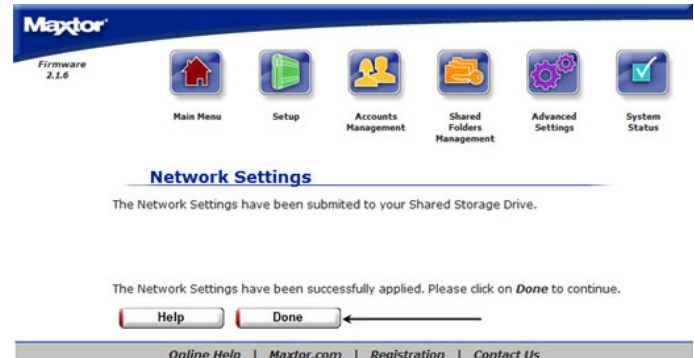 Maxtor
Firmware
2.1.6
Main Menu
Setup
Accounts
Management
Shared
Folders
Management
Advanced
Settings
System
Status
Network Settings
The Network Settings have been submited to your Shared Storage Drive.
The Network Settings have been successfully applied. Please click on Done to continue.
Help
Done
Online Help | Maxtor.com | Registration | Contact Us